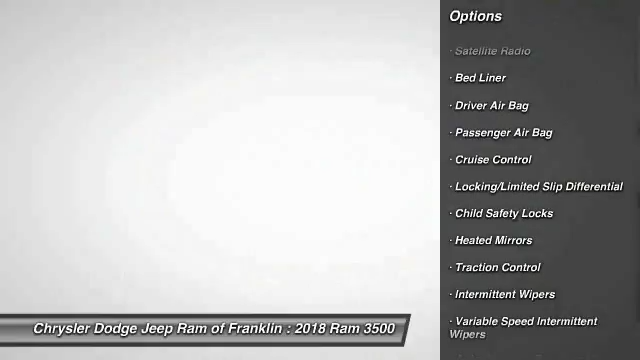 Options
· Satellite Radio
· Bed Liner
· Driver Air Bag
· Passenger Air Bag
· Cruise Control
· Locking/Limited Slip Differential
· Child Safety Locks
· Heated Mirrors
· Traction Control
· Intermittent Wipers
· Variable Speed Intermittent
Wipers
Chrysler Dodge Jeep Ram of Franklin : 2018 Ram 3500